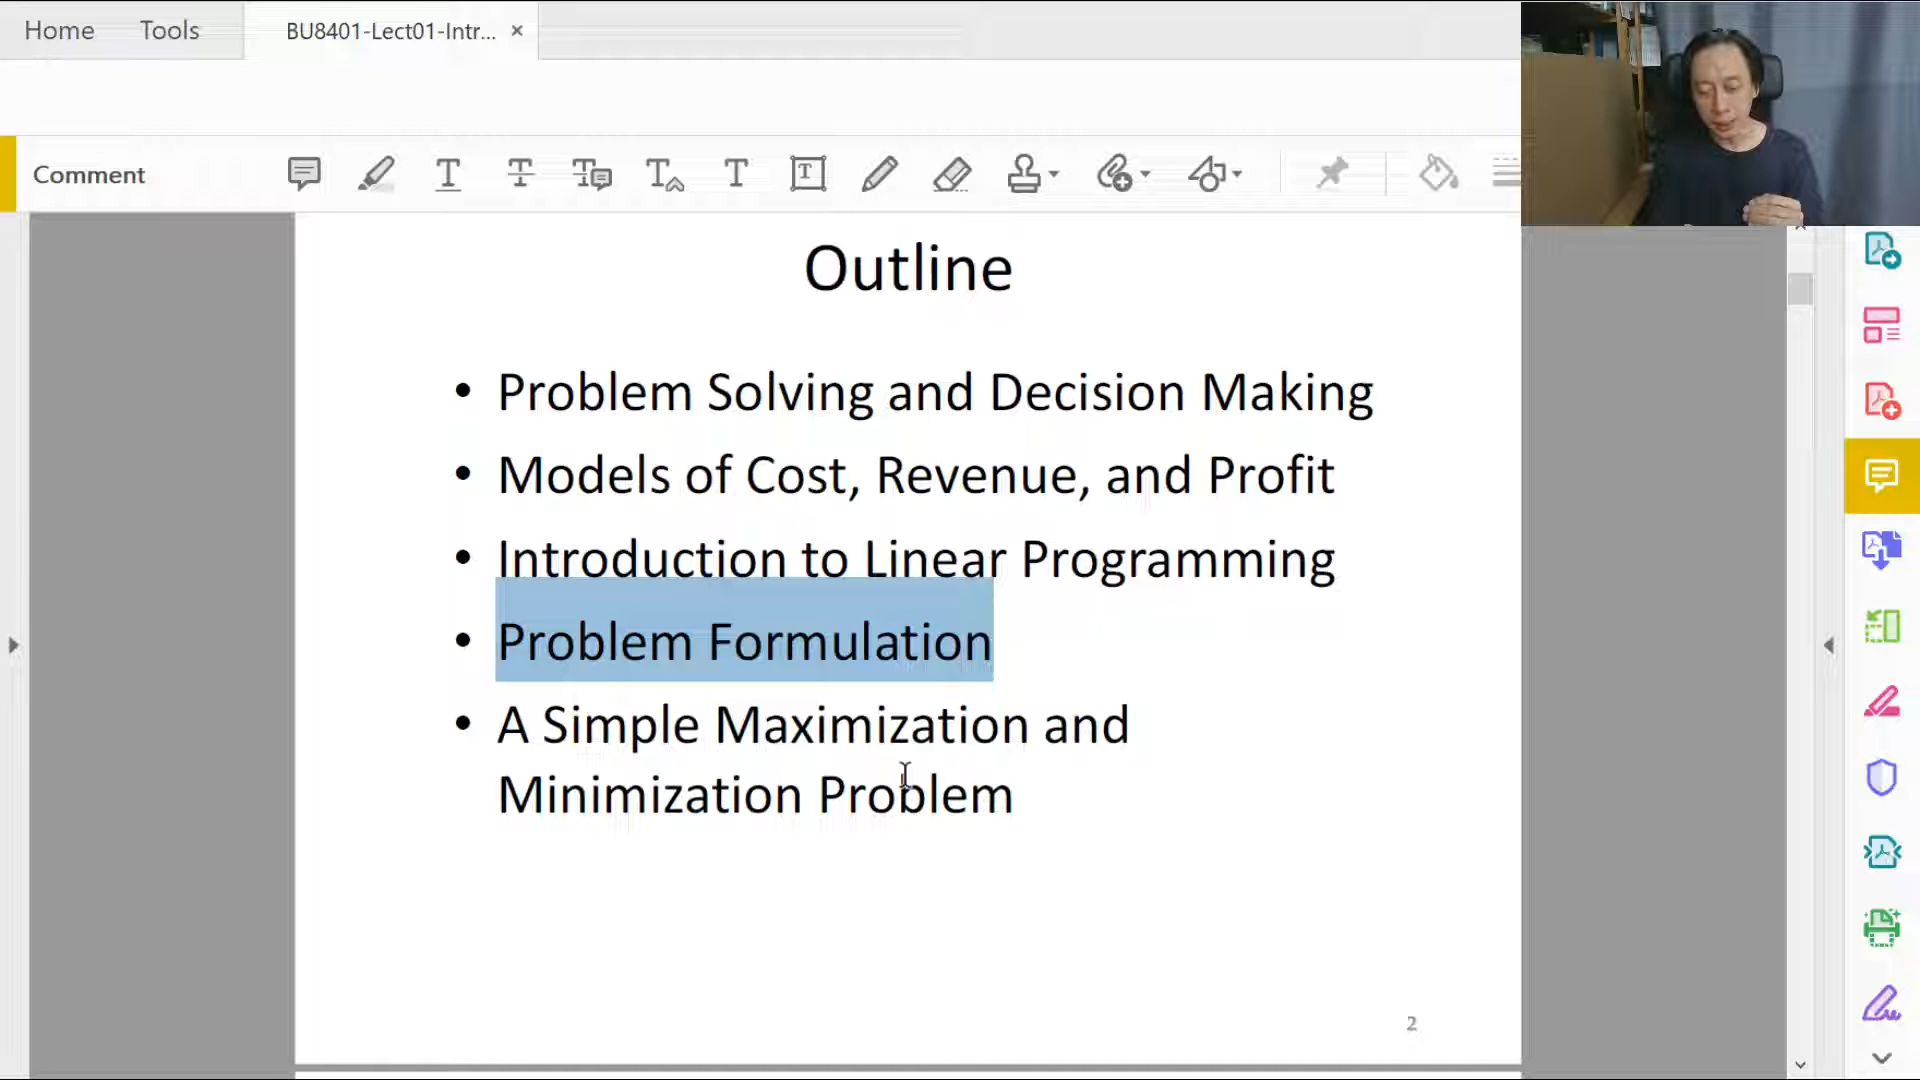 Home Tools BU8401-Lect01-Intr...
Comment
Outline
• Problem Solving and Decision Making
• Models of Cost, Revenue, and Profit
• Introduction to Linear Programming
• Problem Formulation
• A Simple Maximization and
Minimization Problem
2